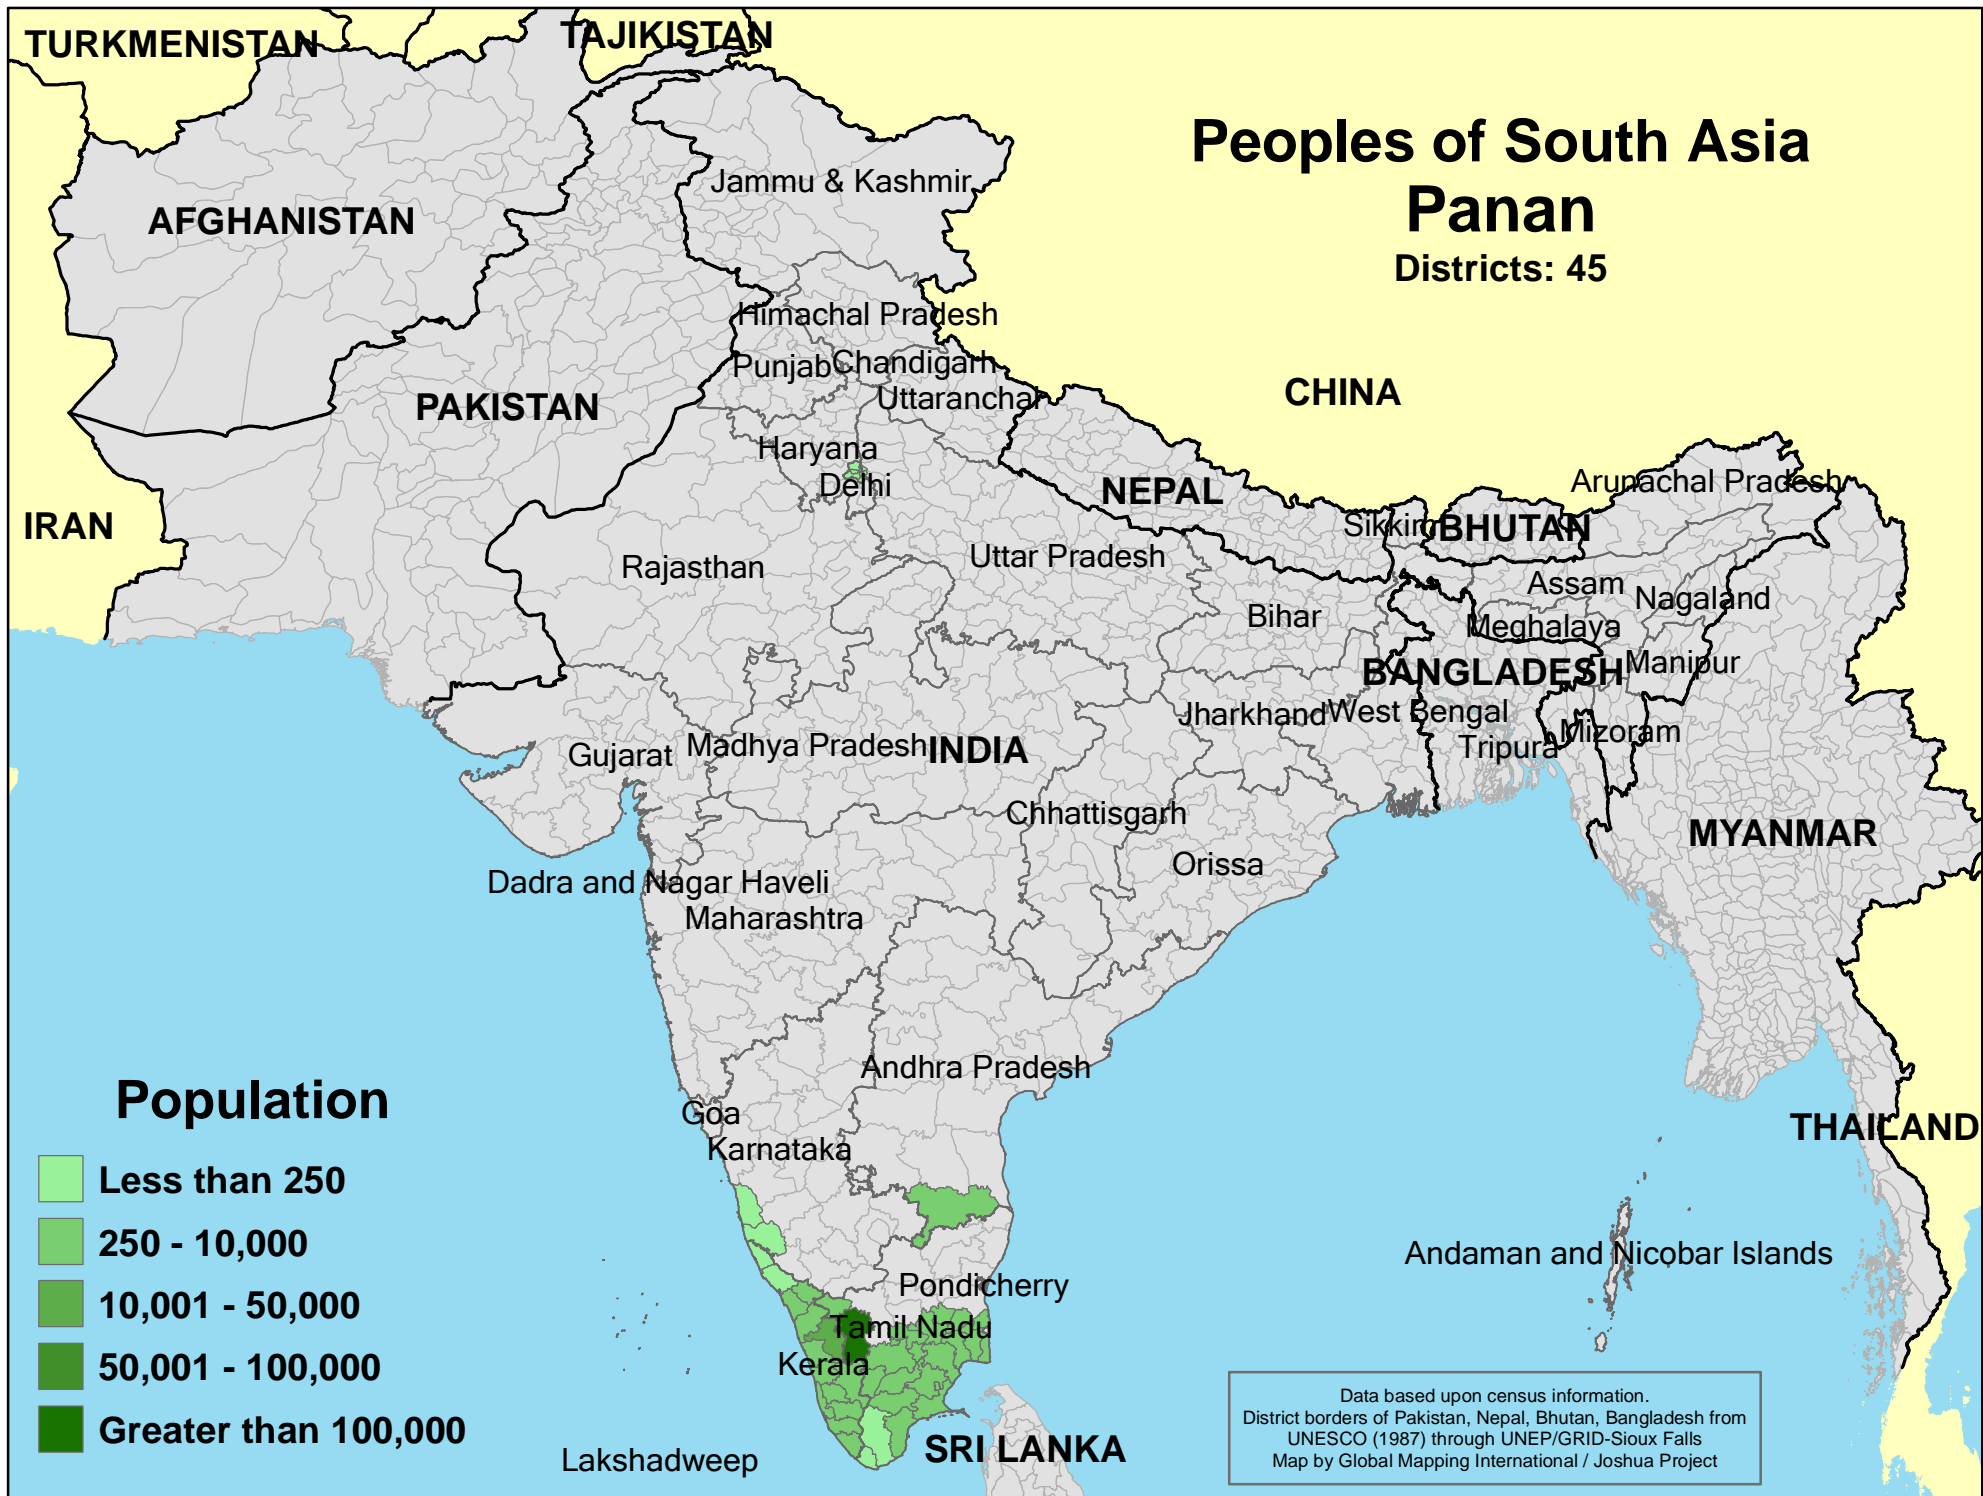 TURKMENISTAN
TAJIKISTAN
Peoples of South Asia
Panan
Districts: 45
Jammu & Kashmir
AFGHANISTAN
Himachal Pradesh
Punjab
Chandigarh
Uttaranchal
CHINA
PAKISTAN
Haryana
Delhi
NEPAL
Arunachal Pradesh
IRAN
Sikkim
BHUTAN
Rajasthan
Uttar Pradesh
Assam
Nagaland
Bihar
Meghalaya
BANGLADESH
Manipur
Jharkhand
West Bengal
Gujarat
Madhya Pradesh
INDIA
Tripura
Mizoram
Chhattisgarh
MYANMAR
Orissa
Dadra and Nagar Haveli
Maharashtra
Andhra Pradesh
Goa
Karnataka
THAILAND
Population
Less than 250
250 - 10,000
10,001 - 50,000
50,001 - 100,000
Greater than 100,000
Andaman and Nicobar Islands
Pondicherry
Tamil Nadu
Kerala
Lakshadweep
SRI LANKA
Data based upon census information.
District borders of Pakistan, Nepal, Bhutan, Bangladesh from
UNESCO (1987) through UNEP/GRID-Sioux Falls
Map by Global Mapping International / Joshua Project